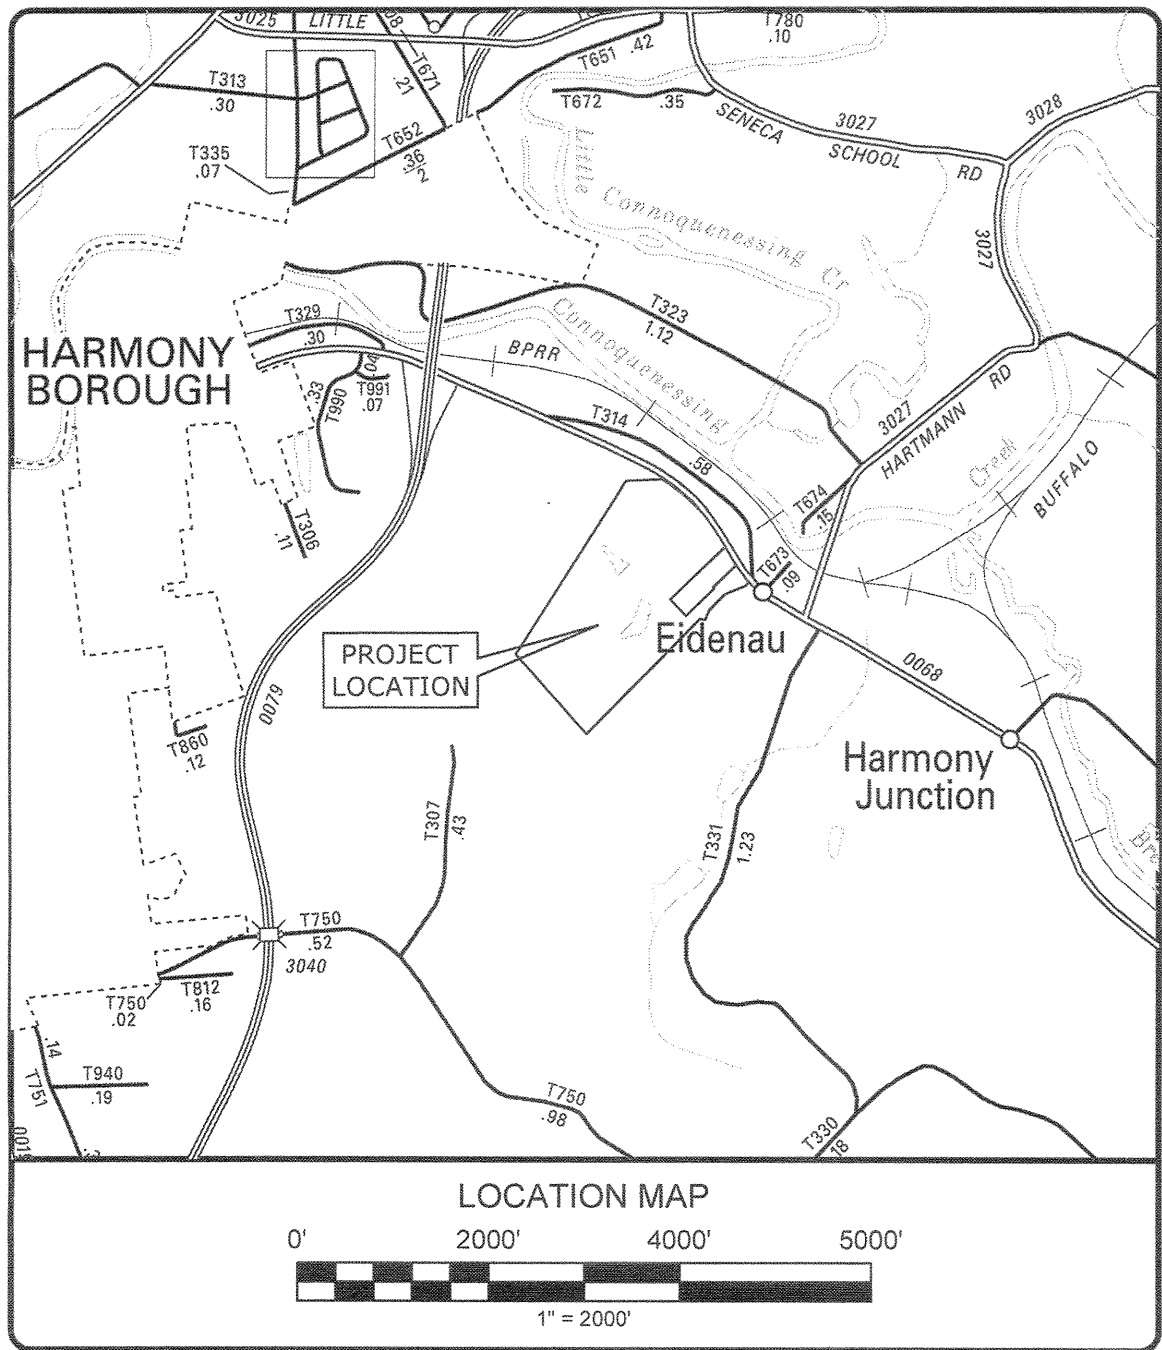 3025
LITTLE
T671
.21
T651
.42
T780
.10
T313
.30
T672
.35
SENECA
SCHOOL
RD
3027
3028
T652
.36
T335
.07
Little
Connoquenessing
Cr
3027
T329
.30
T323
1.12
HARMONY
BOROUGH
BPRR
Connoquenessing
.04
T991
.07
.33
T990
T314
.58
3027
HARTMANN
RD
Creek
BUFFALO
T674
.15
T306
.11
T673
.09
Eidenau
PROJECT
LOCATION
0068
0079
T860
.12
Harmony
Junction
T307
.43
T331
1.23
T750
.52
3040
T750
.02
T812
.16
.14
T751
T940
.19
T750
.98
T330
.18
LOCATION MAP
0' 2000' 4000' 5000'
1" = 2000'